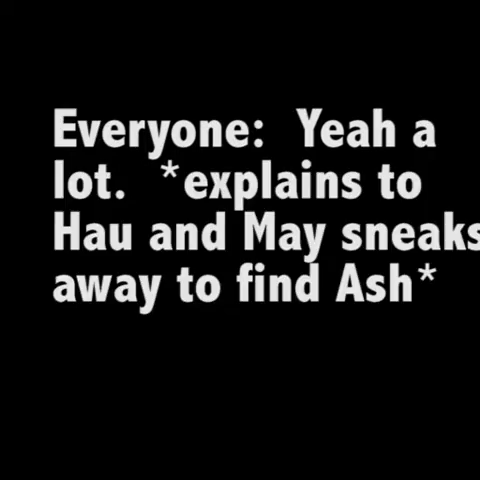 Everyone:  Yeah a
lot.  *explains to
Hau and May sneaks
away to find Ash*